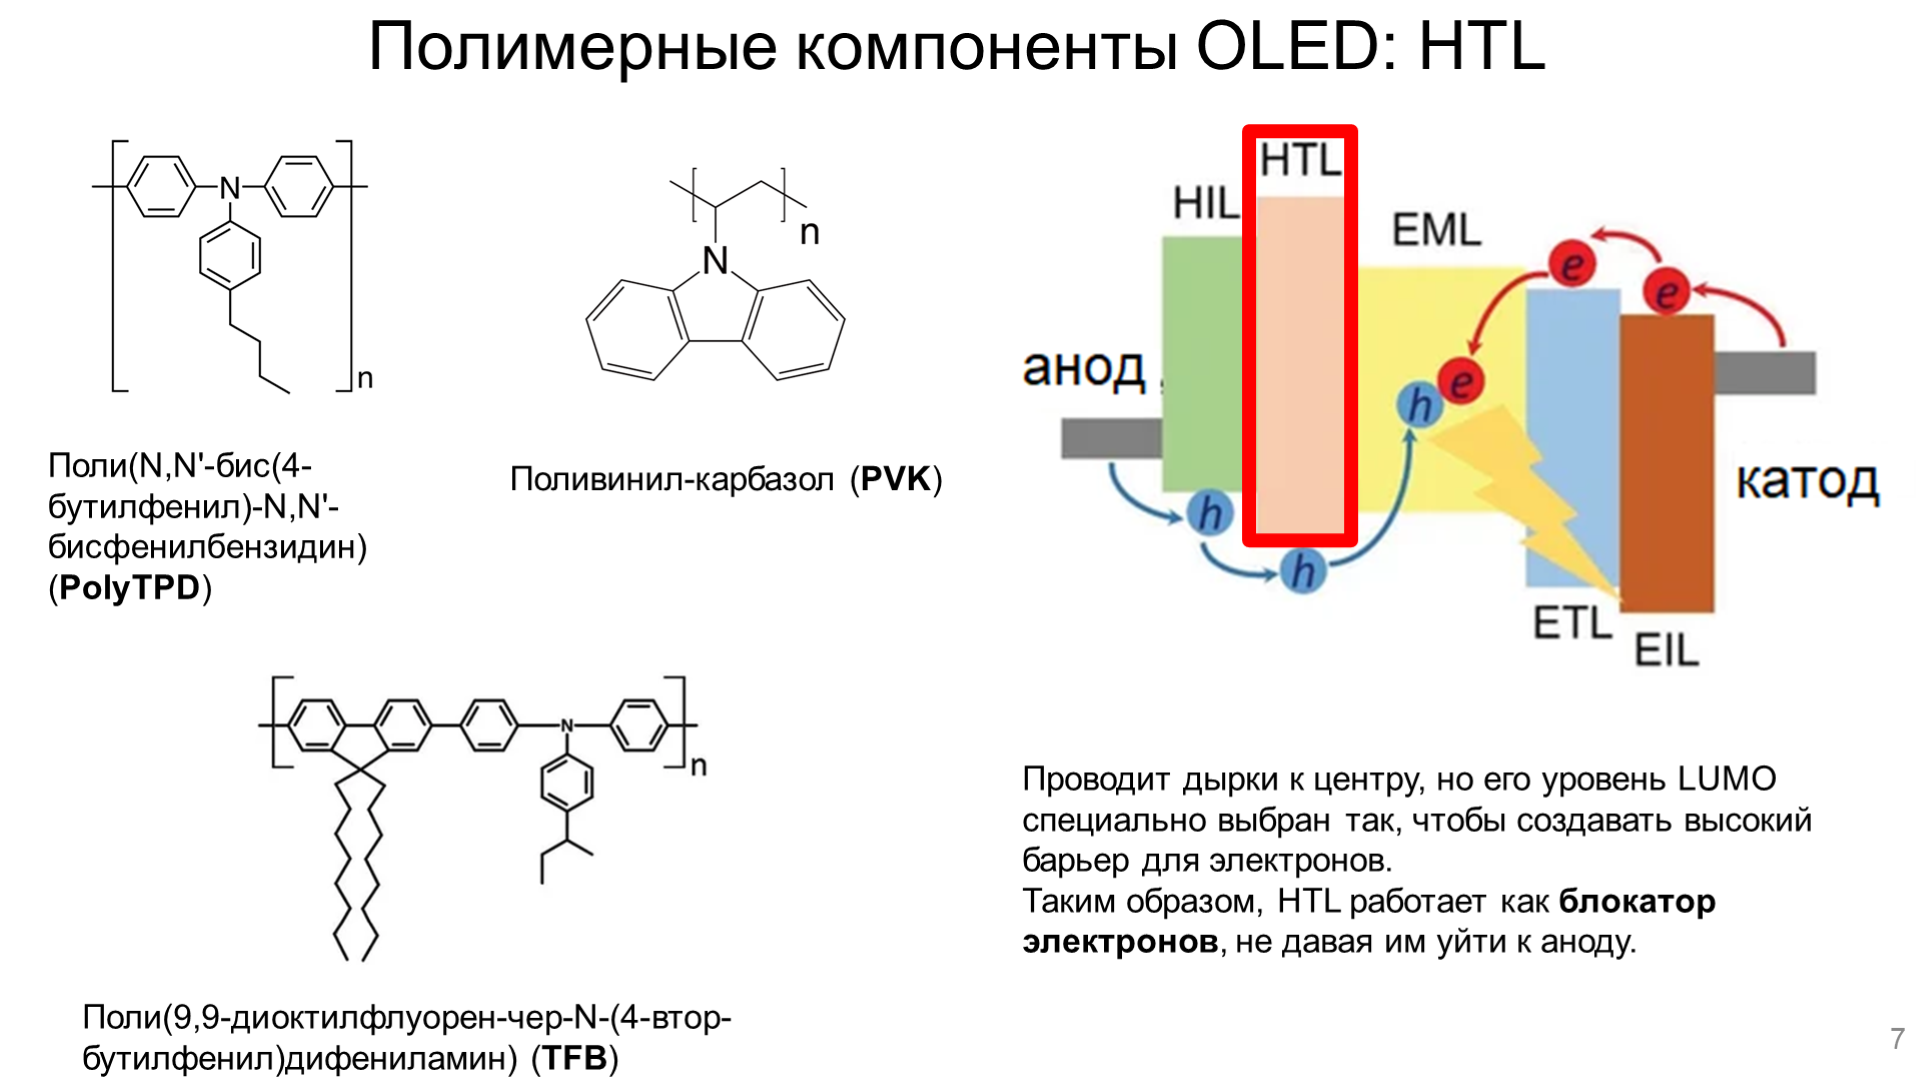 Полимерные компоненты OLED: HTL
N
n
Поли(N,N'-бис(4-
бутилфенил)-N,N'-
бисфенилбензидин)
(PolyTPD)
n
N
Поливинил-карбазол (PVK)
N
n
Поли(9,9-диоктилфлуорен-чер-N-(4-втор-
бутилфенил)дифениламин) (TFB)
HTL
HIL
EML
e
e
анод
e
h
катод
h
h
ETL
EIL
Проводит дырки к центру, но его уровень LUMO
специально выбран так, чтобы создавать высокий
барьер для электронов.
Таким образом, HTL работает как блокатор
электронов, не давая им уйти к аноду.
7